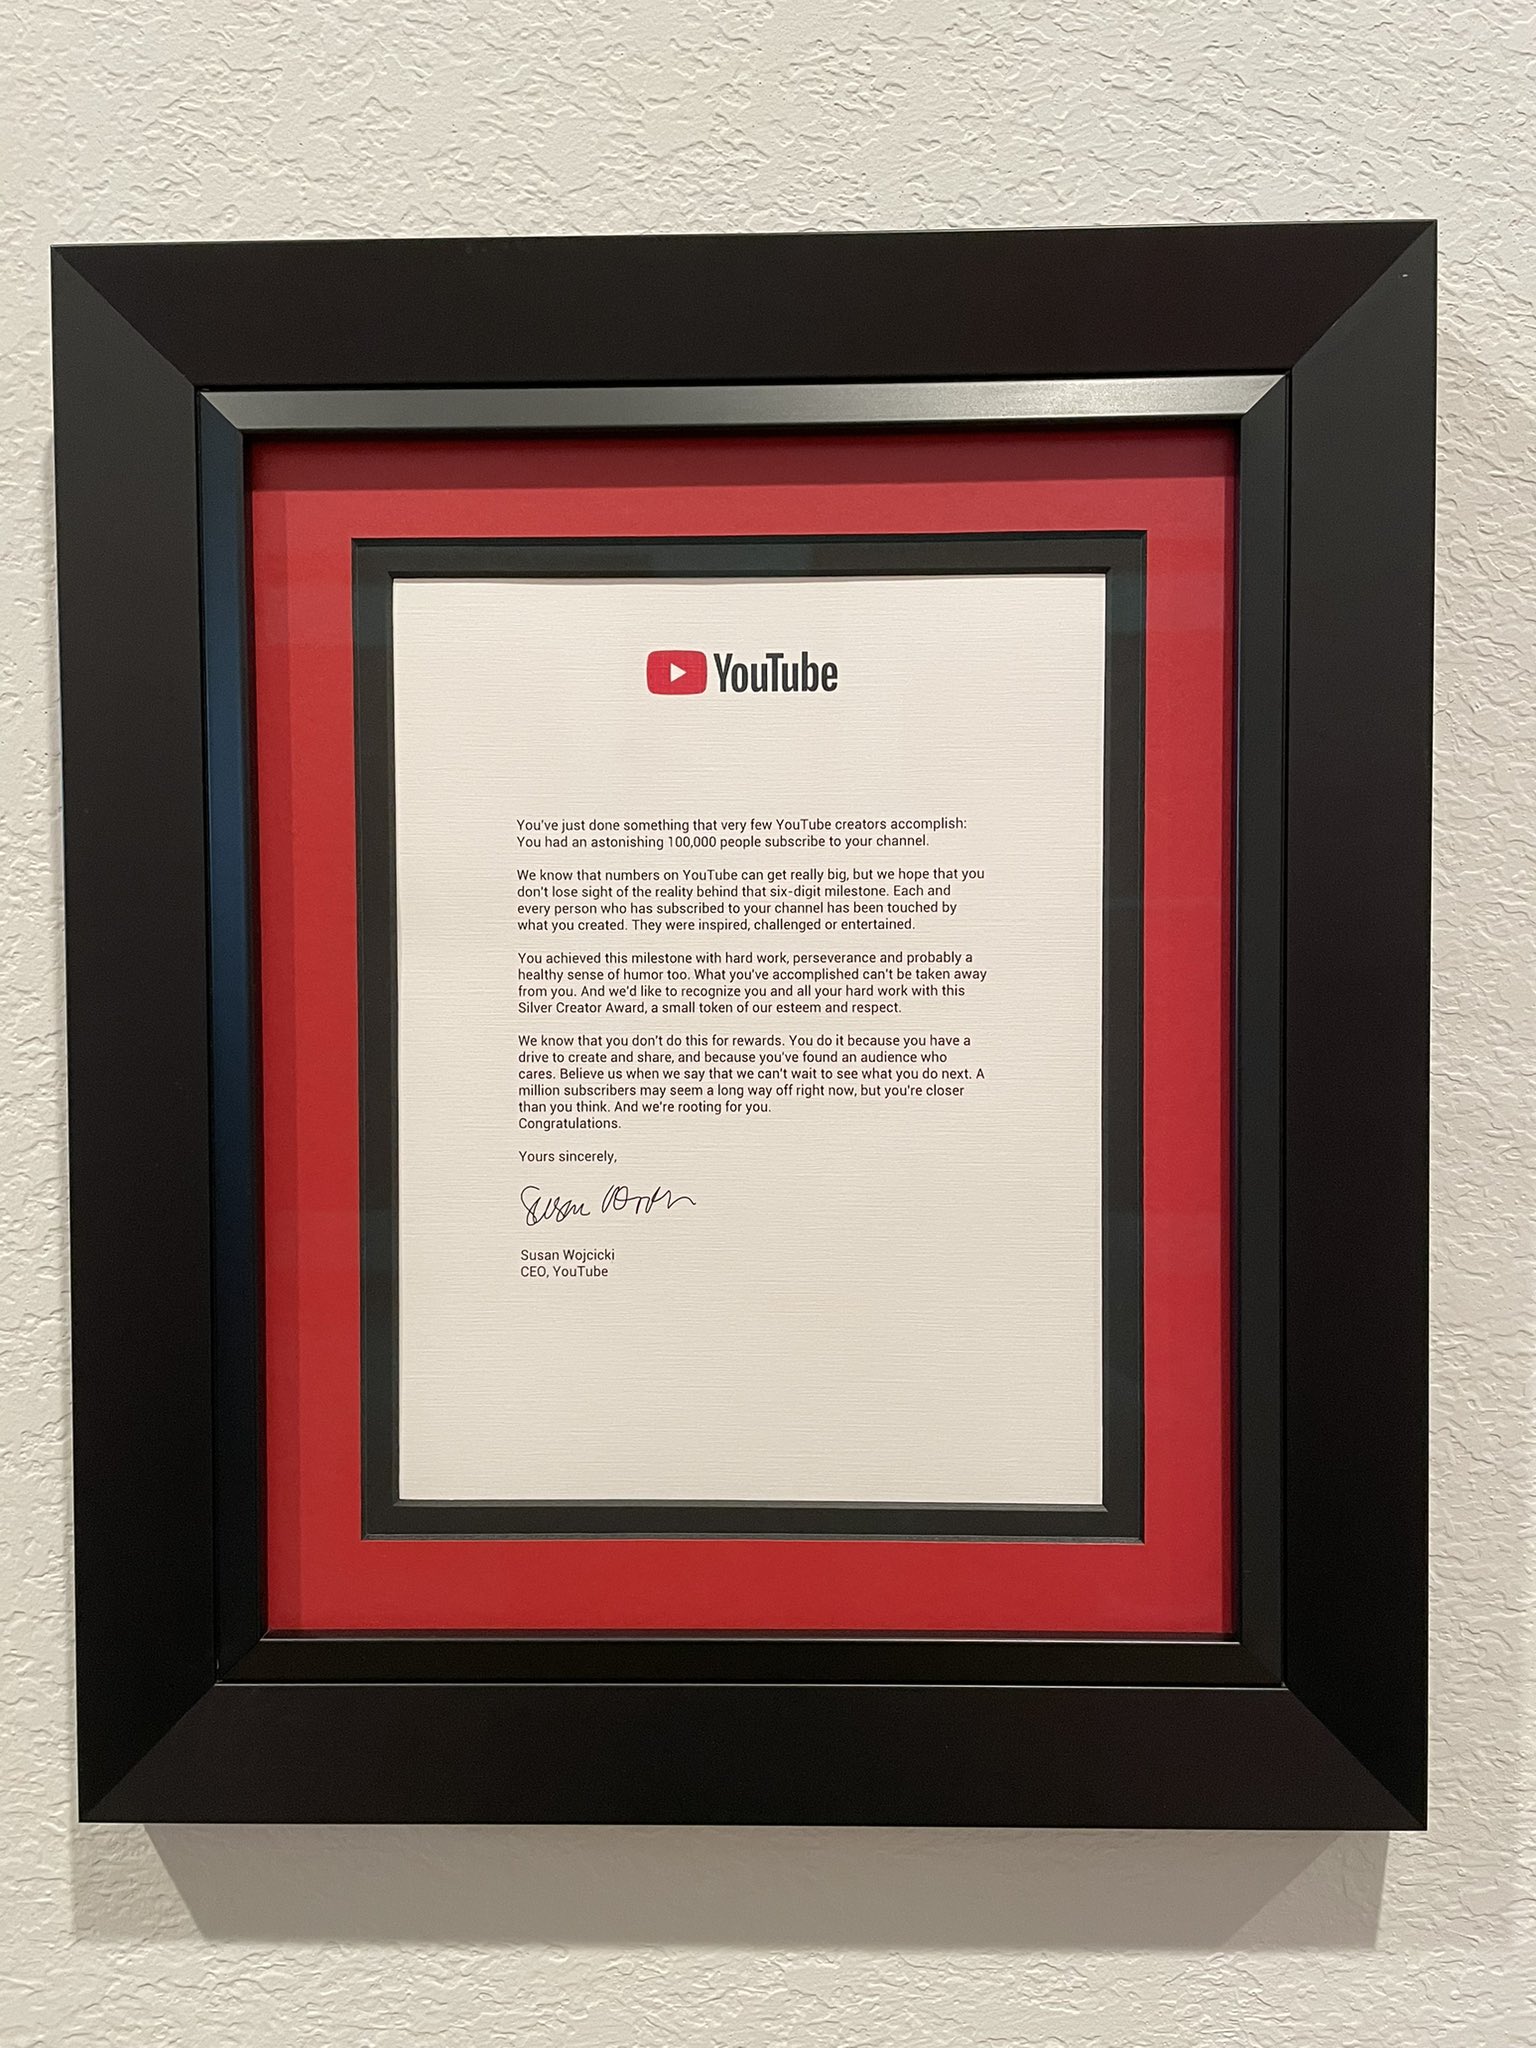 YouTube
You've just done something that very few YouTube creators accomplish:
You had an astonishing 100,000 people subscribe to your channel.
We know that numbers on YouTube can get really big, but we hope that you
don't lose sight of the reality behind that six-digit milestone. Each and
every person who has subscribed to your channel has been touched by
what you created. They were inspired, challenged or entertained.
You achieved this milestone with hard work, perseverance and probably a
healthy sense of humor too. What you've accomplished can't be taken away
from you. And we'd like to recognize you and all your hard work with this
Silver Creator Award, a small token of our esteem and respect.
We know that you don't do this for rewards. You do it because you have a
drive to create and share, and because you've found an audience who
cares. Believe us when we say that we can't wait to see what you do next. A
million subscribers may seem a long way off right now, but you're closer
than you think. And we're rooting for you.
Congratulations.
Yours sincerely,
Susan Wojcicki
Susan Wojcicki
CEO, YouTube